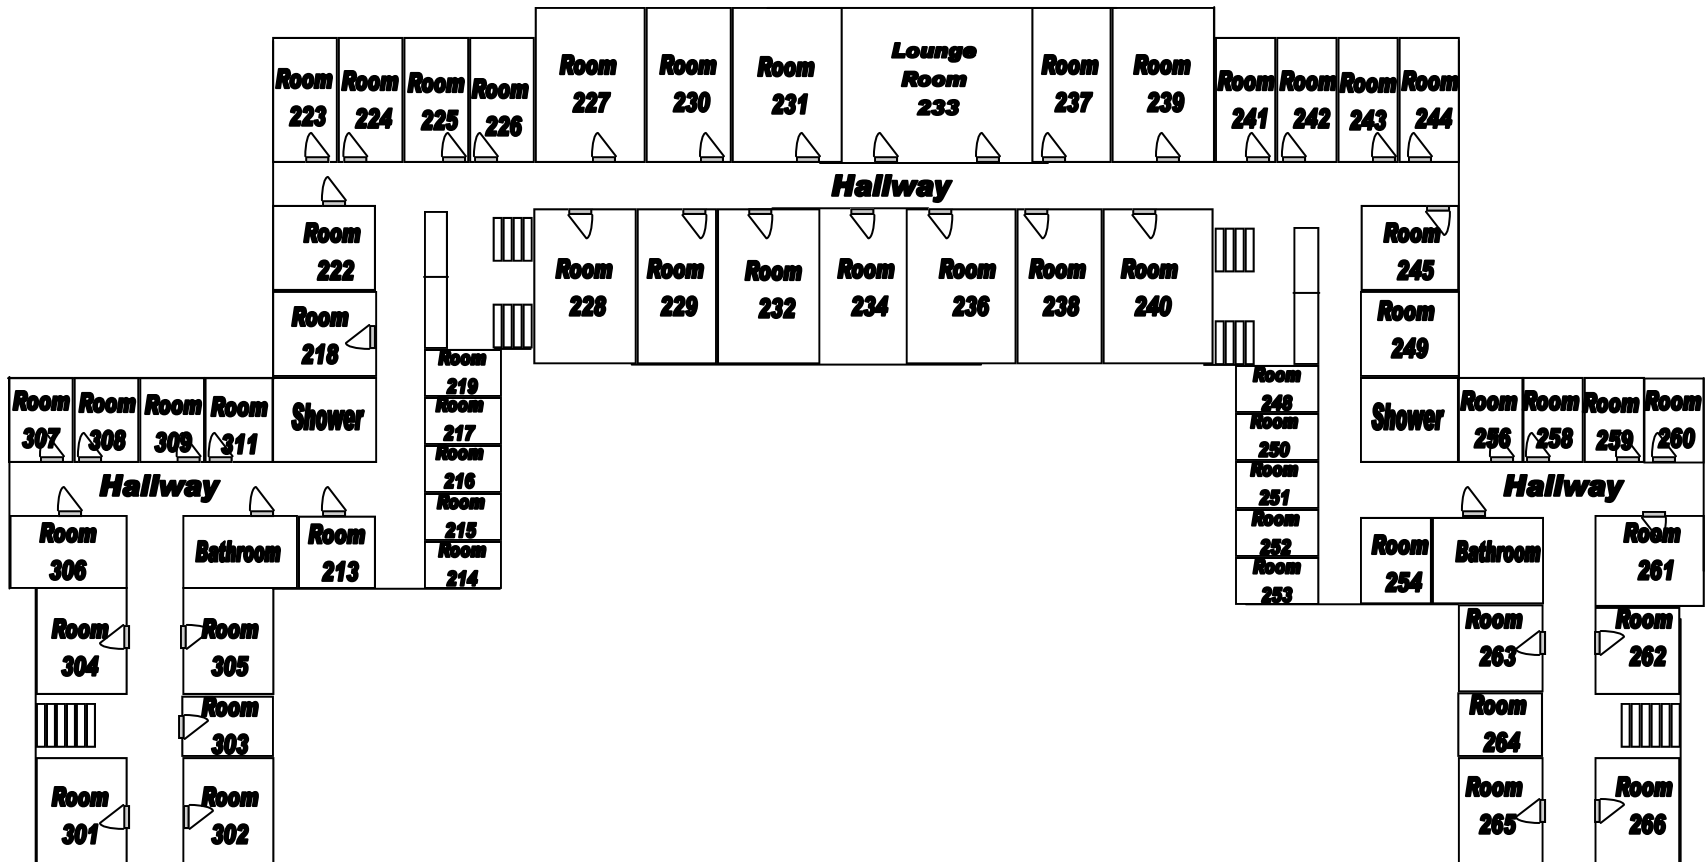 Room
223
Room
224
Room
225
Room
226
Room
227
Room
230
Room
231
Lounge
Room
233
Room
237
Room
239
Room
241
Room
242
Room
243
Room
244
Hallway
Room
222
Room
228
Room
229
Room
232
Room
234
Room
236
Room
238
Room
240
Room
245
Room
218
Room
249
Room
219
Room
217
Room
216
Room
215
Room
214
Room
248
Room
250
Room
251
Room
252
Room
253
Room
307
Room
308
Room
309
Room
311
Shower
Shower
Room
256
Room
258
Room
259
Room
260
Hallway
Hallway
Room
306
Bathroom
Room
213
Room
254
Bathroom
Room
261
Room
304
Room
305
Room
263
Room
262
Room
303
Room
264
Room
301
Room
302
Room
265
Room
266